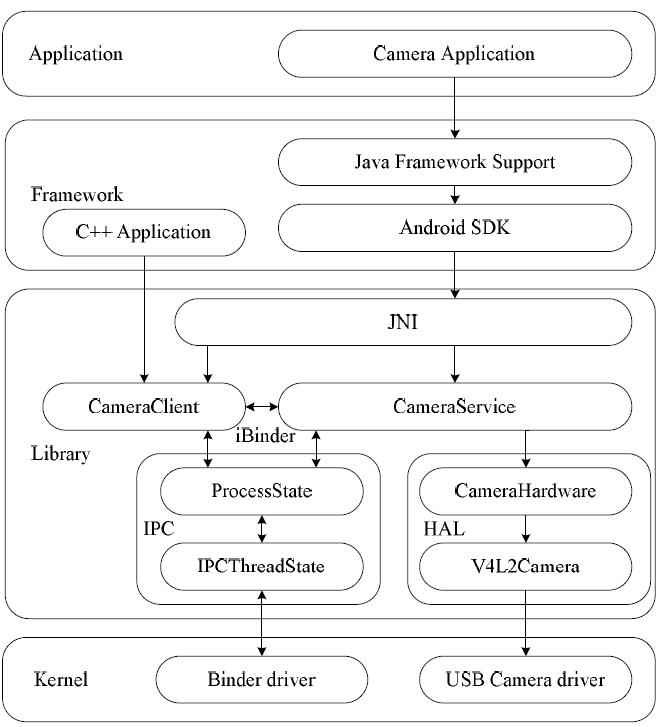 Application
Camera Application
Java Framework Support
Framework
C++ Application
Android SDK
JNI
CameraClient
CameraService
iBinder
Library
ProcessState
CameraHardware
IPC
HAL
IPCThreadState
V4L2Camera
Kernel
Binder driver
USB Camera driver